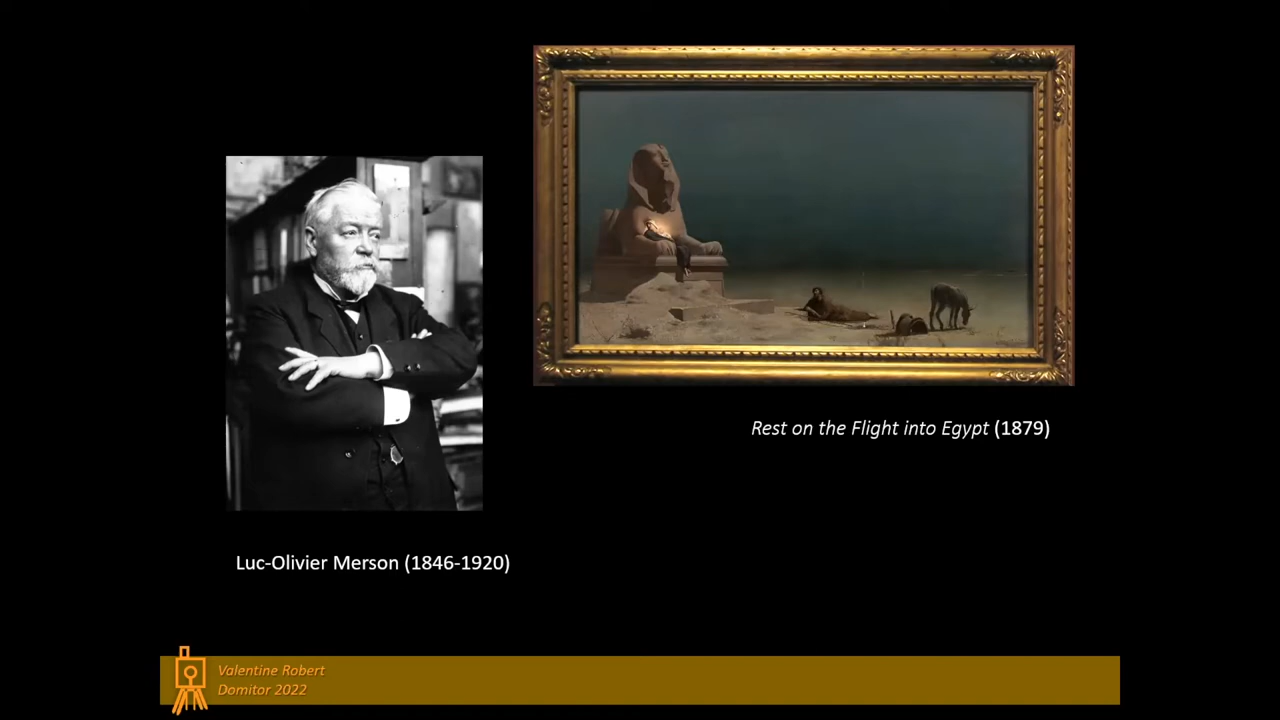 Rest on the Flight into Egypt (1879)
Luc-Olivier Merson (1846-1920)
Valentine Robert
Domitor 2022